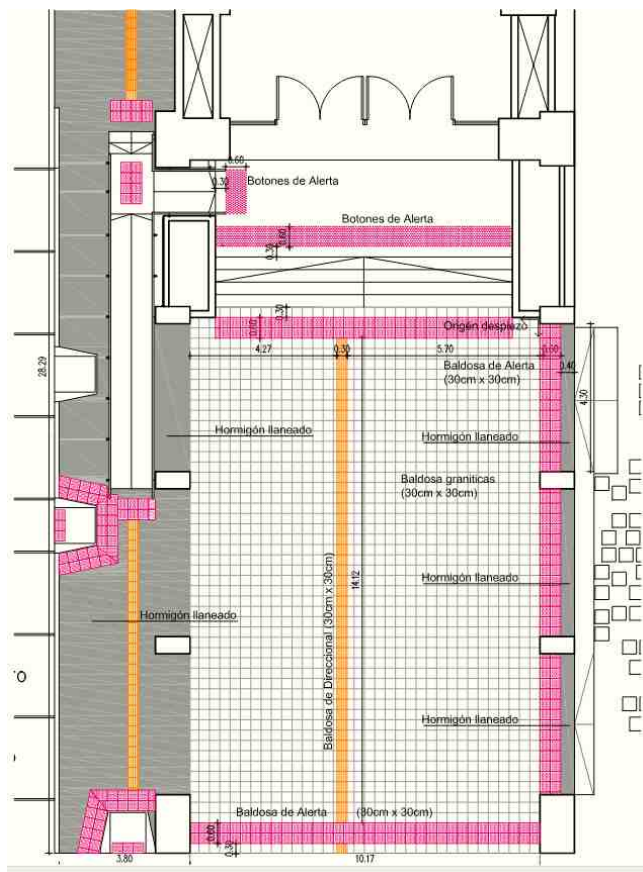 0.60
Botones de Alerta
0.30
Botones de Alerta
0.60
0.30
0.30
0.60
Origén despiezo
4.27
0.30
5.70
0.60
Baldosa de Alerta
(30cm x 30cm)
0.40
28.29
4.30
Hormigón llaneado
Hormigón llaneado
Baldosa graniticas
(30cm x 30cm)
14.12
Baldosa de Direccional (30cm x 30cm)
Hormigón llaneado
Hormigón llaneado
Hormigón llaneado
Baldosa de Alerta (30cm x 30cm)
0.60
0.30
3.80
10.17